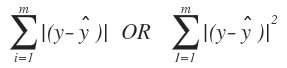 m m
∑ |(y-ŷ )| OR ∑ |(y-ŷ )|²
i=1 I=1